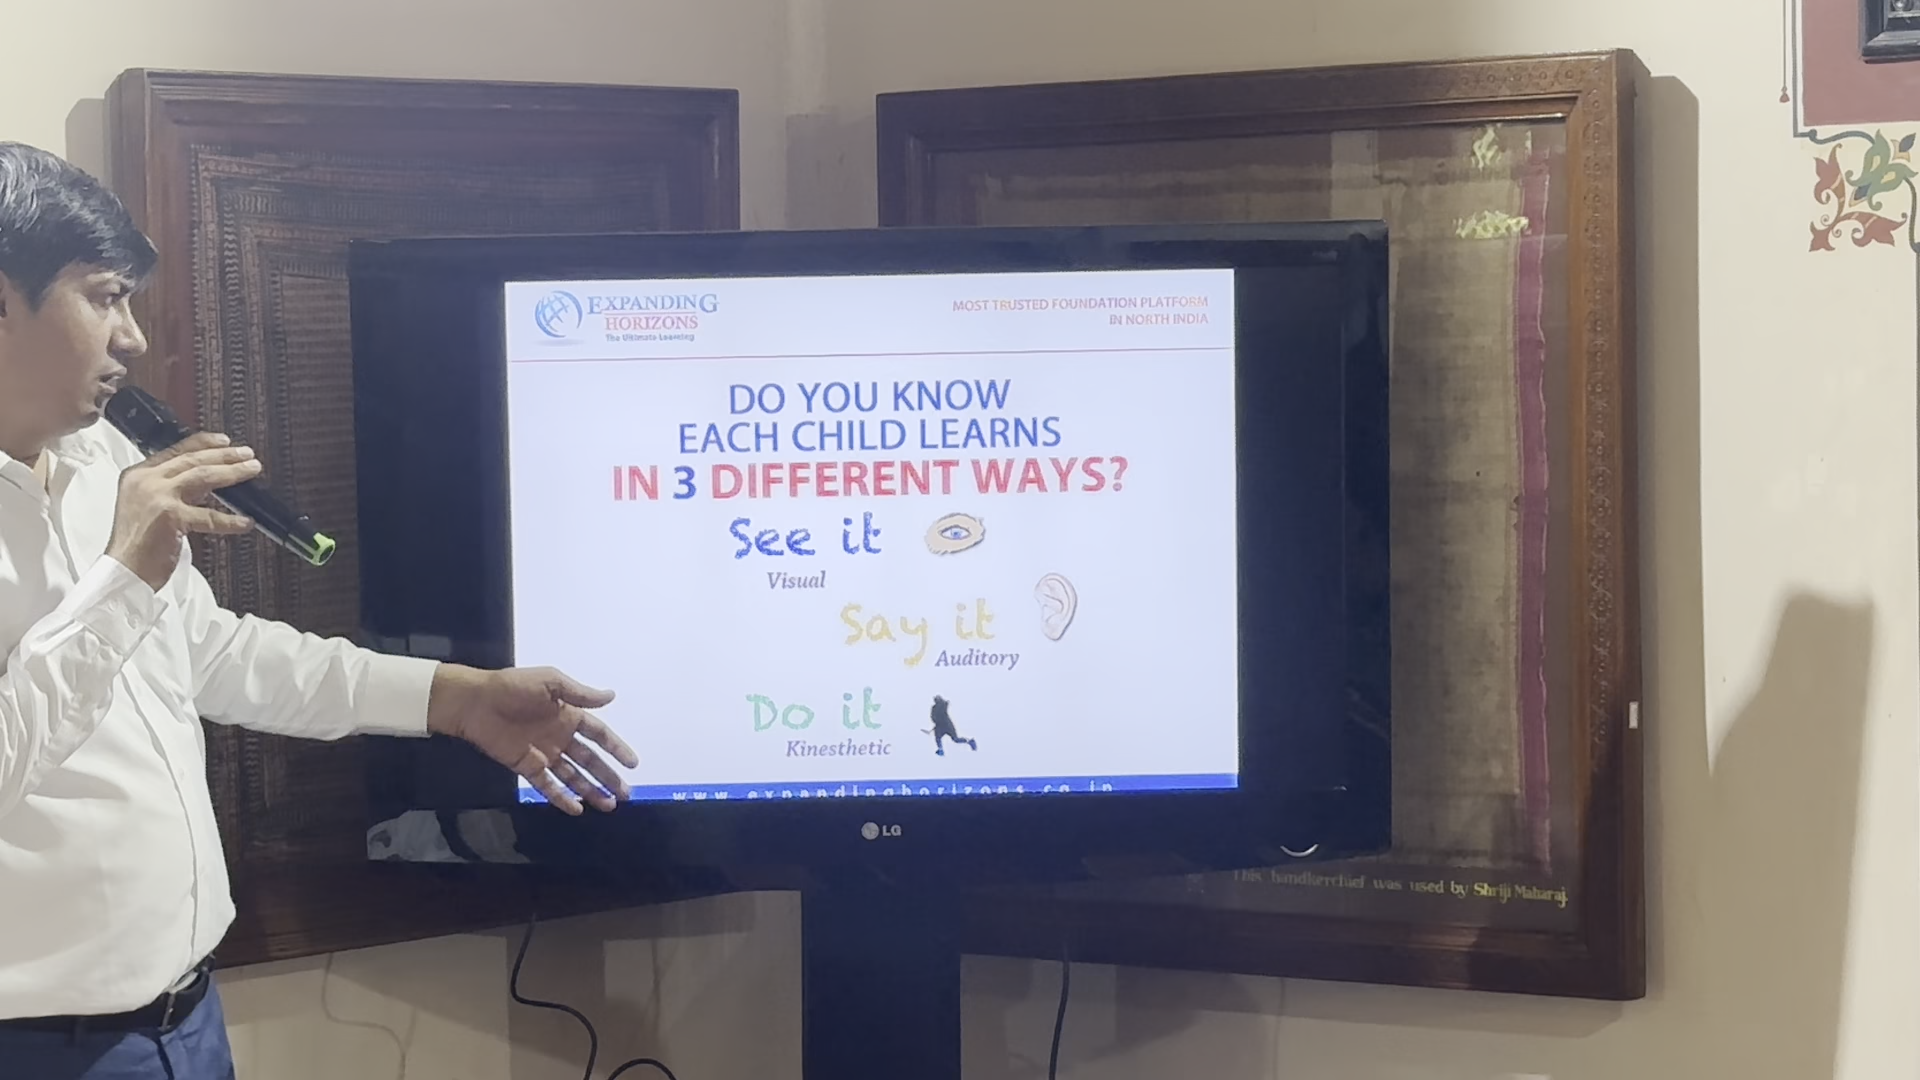 EXPANDING
HORIZONS
The Ultimate Learning
MOST TRUSTED FOUNDATION PLATFORM
IN NORTH INDIA
DO YOU KNOW
EACH CHILD LEARNS
IN 3 DIFFERENT WAYS?
See it
Visual
Say it
Auditory
Do it
Kinesthetic
www.expandinghorizons.co.in
LG
This handkerchief was used by Shriji Maharaj.